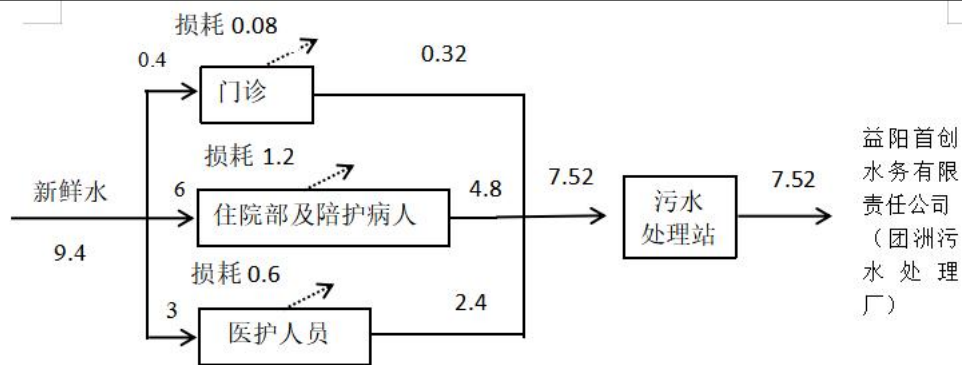 损耗 0.08
0.4
0.32
门诊
损耗 1.2
新鲜水
6
住院部及陪护病人
4.8
7.52
污水
处理站
7.52
9.4
损耗 0.6
3
医护人员
2.4
益阳首创
水务有限
责任公司
（团洲污
水处理
厂）